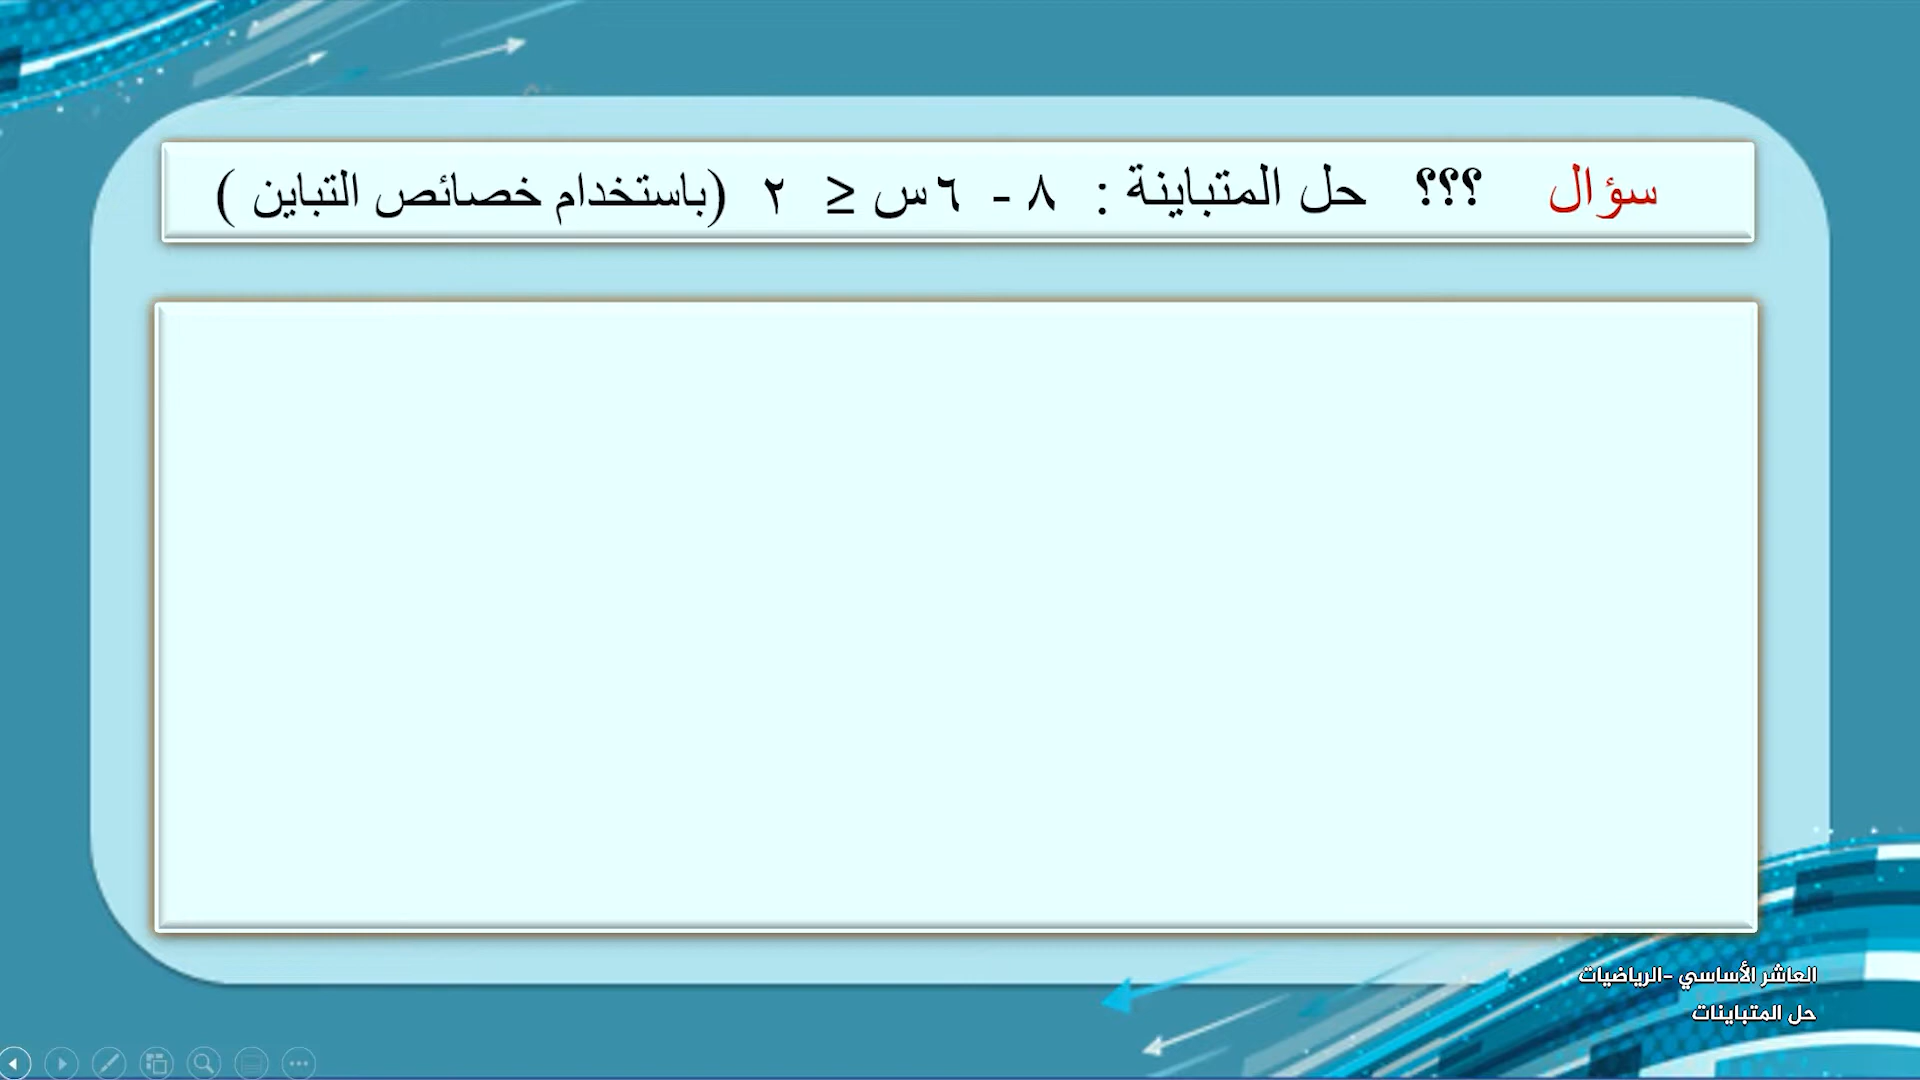 سؤال ؟؟؟ حل المتباينة : ٨ - ٦س ≤ ٢ (باستخدام خصائص التباين )
العاشر الأساسي -الرياضيات
حل المتباينات